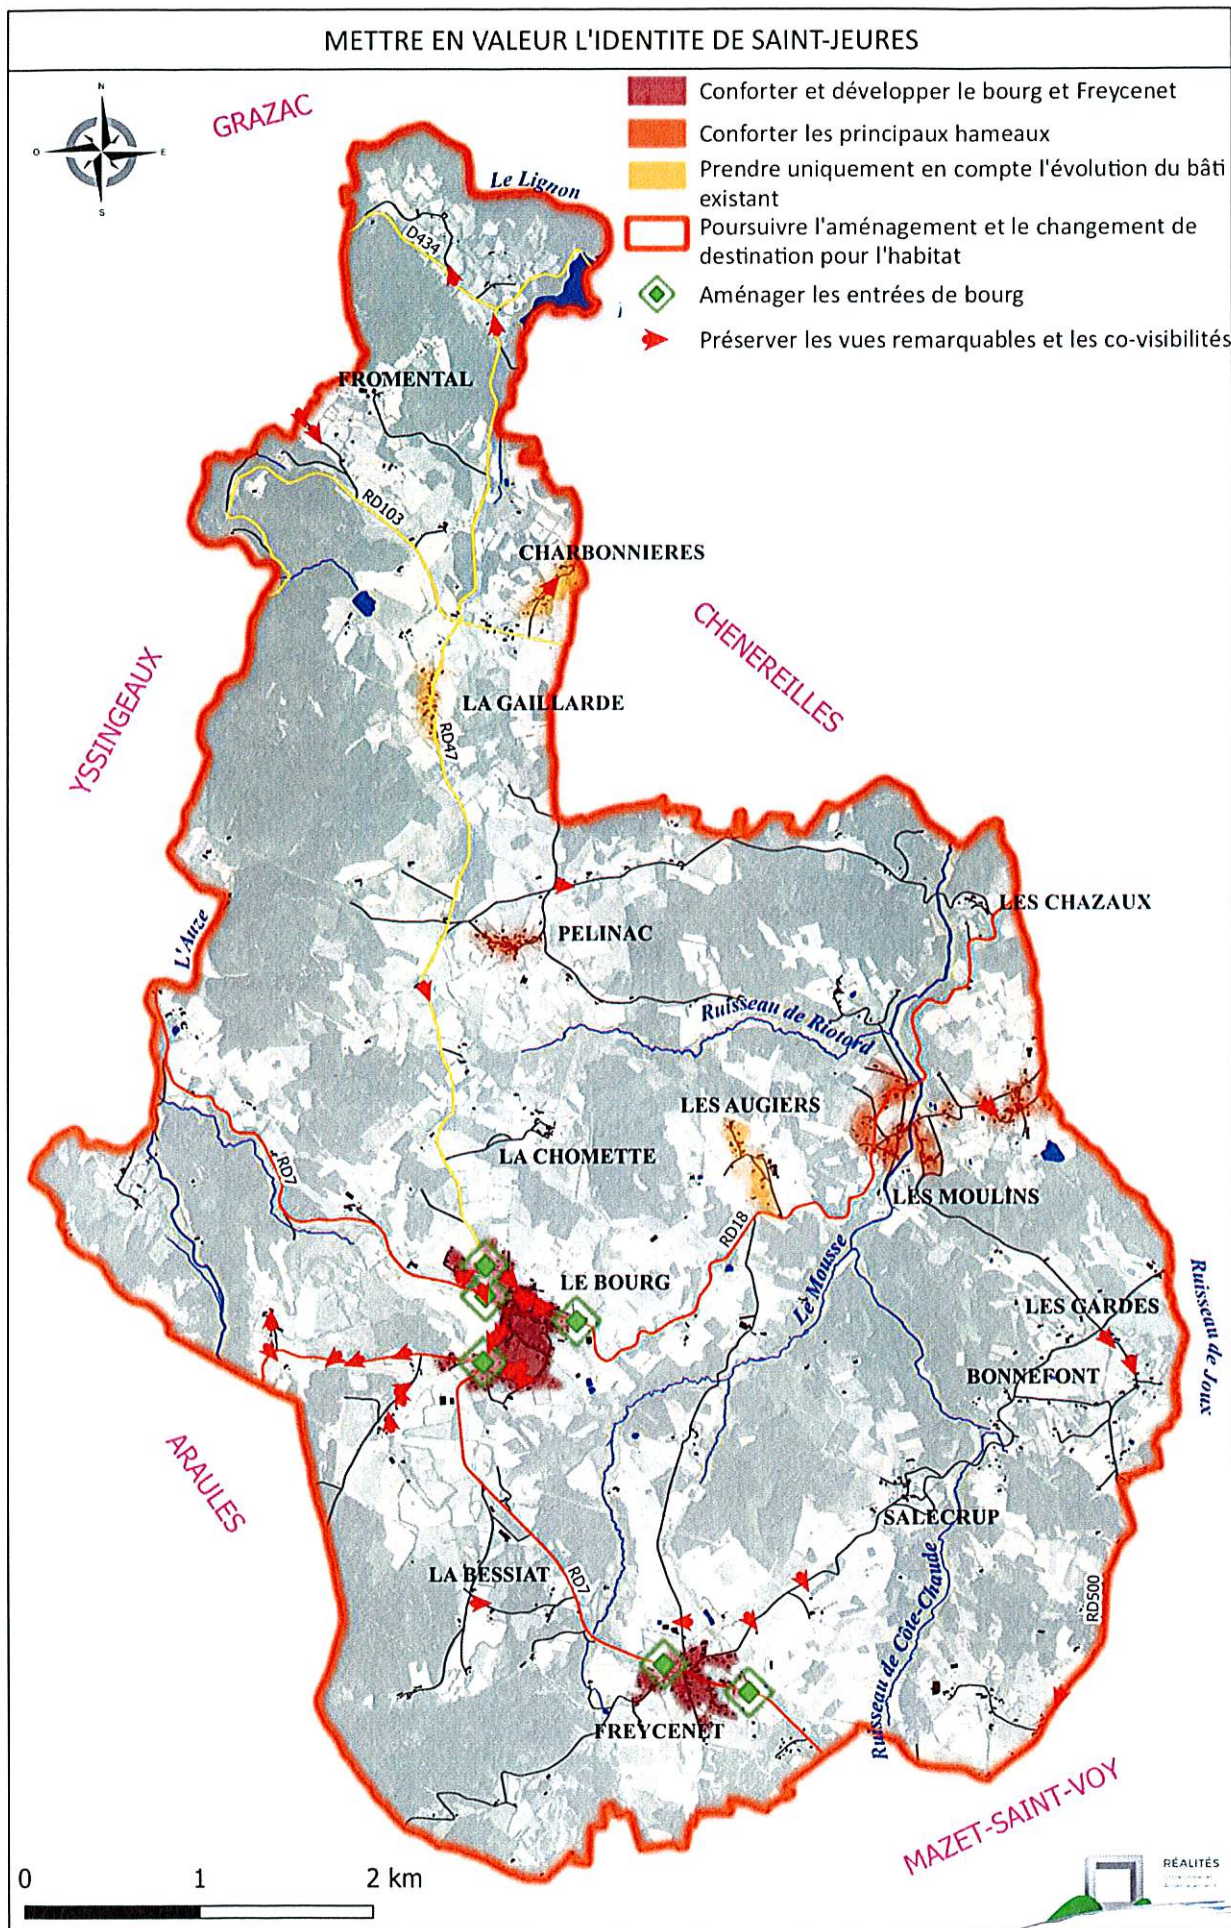 METTRE EN VALEUR L'IDENTITE DE SAINT-JEURES
N
O
E
S
GRAZAC
Conforter et développer le bourg et Freycenet
Conforter les principaux hameaux
Prendre uniquement en compte l'évolution du bâti
existant
Poursuivre l'aménagement et le changement de
destination pour l'habitat
Aménager les entrées de bourg
Préserver les vues remarquables et les co-visibilités
Le Lignon
D434
FROMENTAL
RD103
CHARBONNIERES
CHENEREILLES
YSSINGEAUX
LA GAILLARDE
RD47
LES CHAZAUX
L'Auze
PELINAC
Ruisseau de Riotord
LES AUGIERS
LA CHOMETTE
RD7
LES MOULINS
RD18
Le Mousse
LE BOURG
Ruisseau de Joux
LES GARDES
BONNEFONT
ARAULES
SALECRUP
LA BESSIAT
RD7
Ruisseau de Côte-Chaude
RD500
FREYCENET
MAZET-SAINT-VOY
0 1 2 km
RÉALITÉS